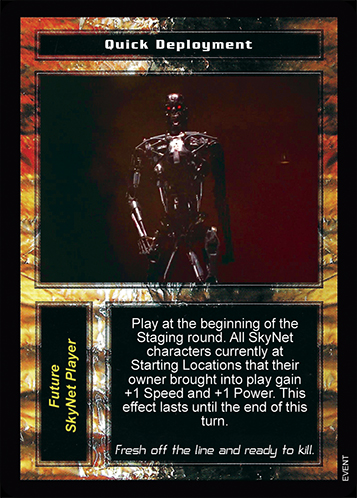 Quick Deployment
Future
SkyNet Player
Play at the beginning of the
Staging round. All SkyNet
characters currently at
Starting Locations that their
owner brought into play gain
+1 Speed and +1 Power. This
effect lasts until the end of this
turn.
Fresh off the line and ready to kill.
EVENT